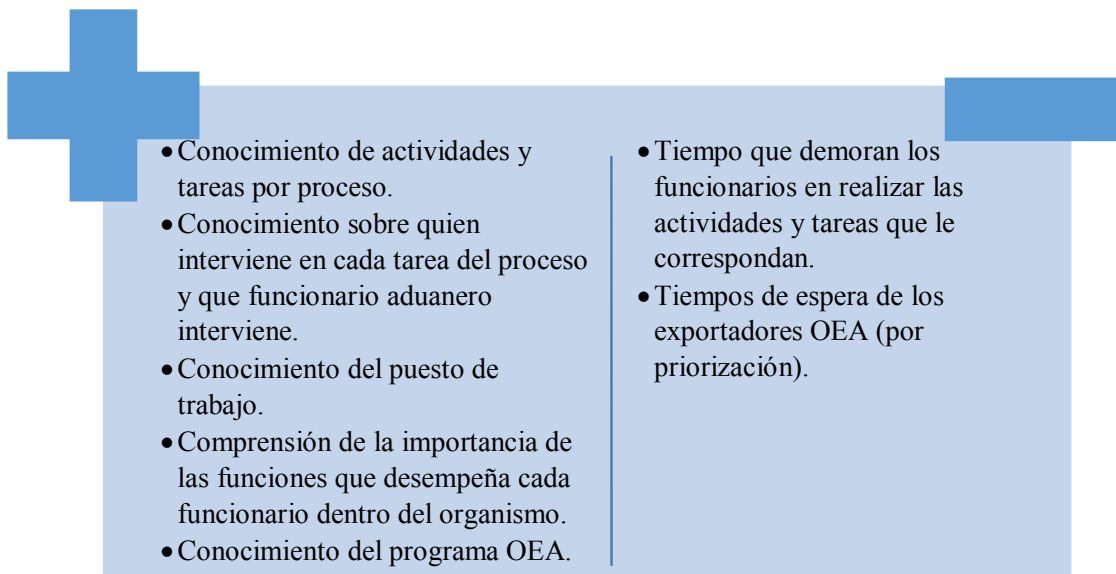 • Conocimiento de actividades y
tareas por proceso.
• Conocimiento sobre quien
interviene en cada tarea del proceso
y que funcionario aduanero
interviene.
• Conocimiento del puesto de
trabajo.
• Comprensión de la importancia de
las funciones que desempeña cada
funcionario dentro del organismo.
• Conocimiento del programa OEA.
• Tiempo que demoran los
funcionarios en realizar las
actividades y tareas que le
correspondan.
• Tiempos de espera de los
exportadores OEA (por
priorización).